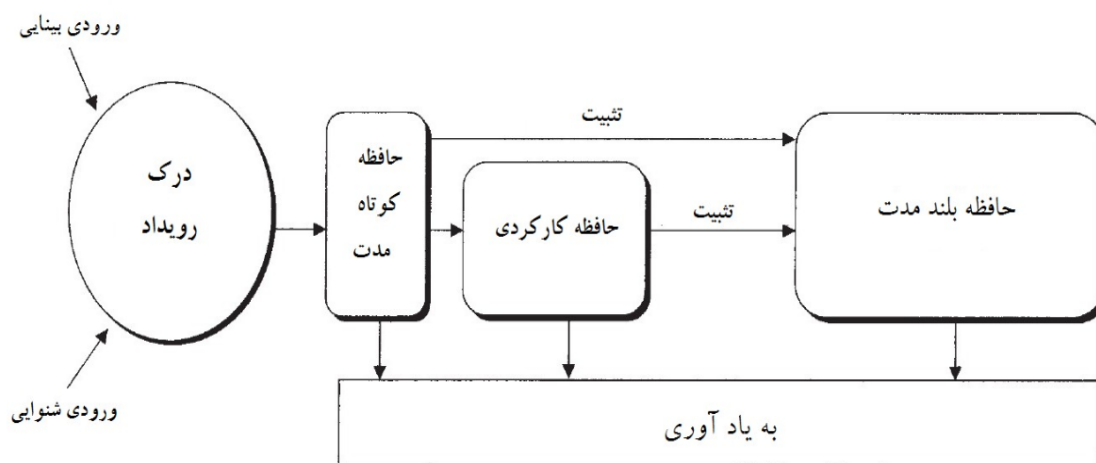 ورودی بینایی
درک
رویداد
ورودی شنوایی
حافظه
کوتاه
مدت
تثبیت
حافظه کارکردی
تثبیت
حافظه بلند مدت
به یاد آوری